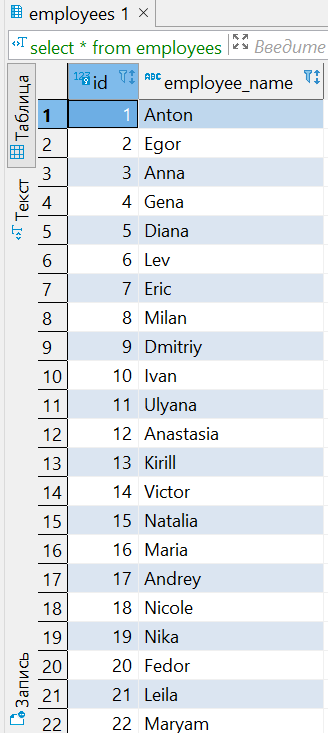 employees 1
select * from employees Введите
Таблица
Текст
Запись
123 id ABC employee_name
1 1 Anton
2 2 Egor
3 3 Anna
4 4 Gena
5 5 Diana
6 6 Lev
7 7 Eric
8 8 Milan
9 9 Dmitriy
10 10 Ivan
11 11 Ulyana
12 12 Anastasia
13 13 Kirill
14 14 Victor
15 15 Natalia
16 16 Maria
17 17 Andrey
18 18 Nicole
19 19 Nika
20 20 Fedor
21 21 Leila
22 22 Maryam